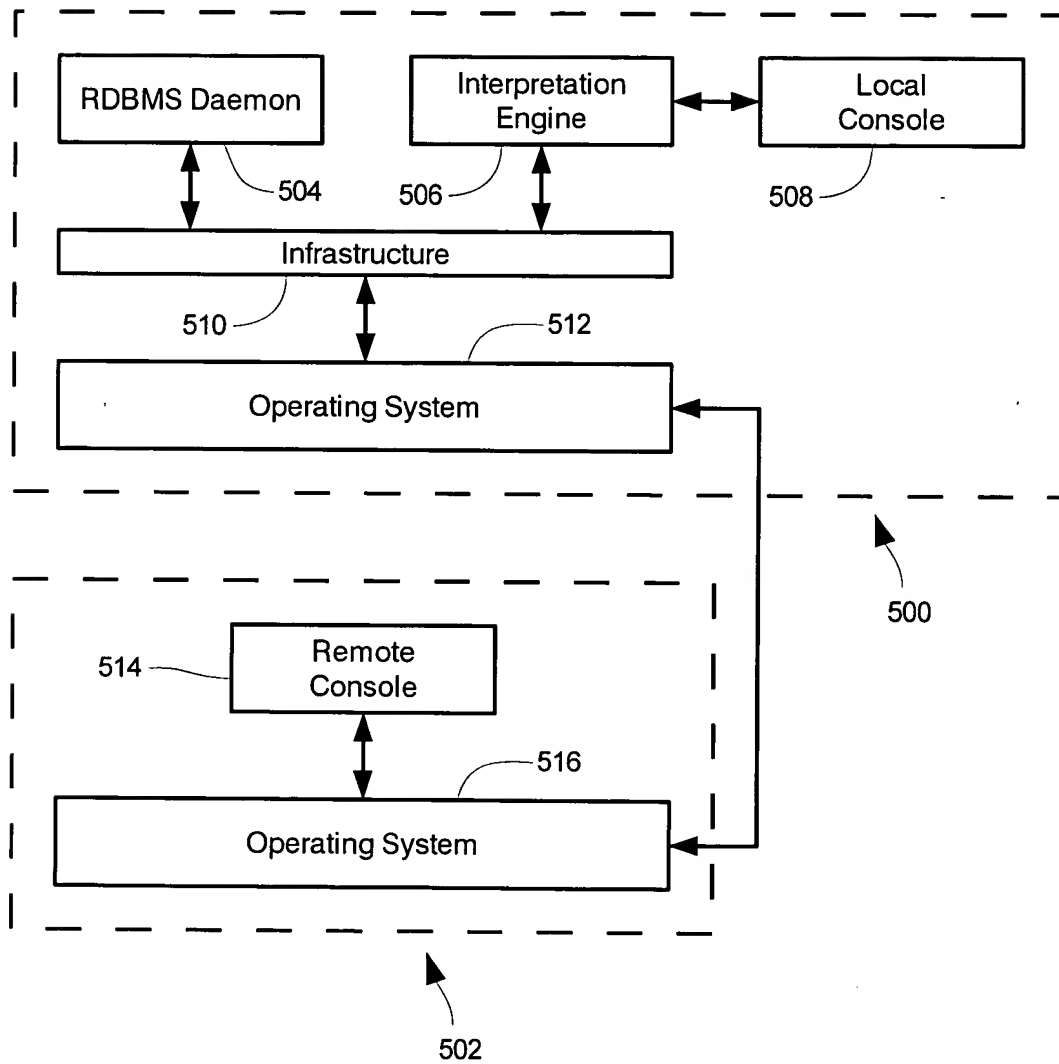 RDBMS Daemon
Interpretation
Engine
Local
Console
504
506
508
Infrastructure
510
512
Operating System
500
514
Remote
Console
516
Operating System
502